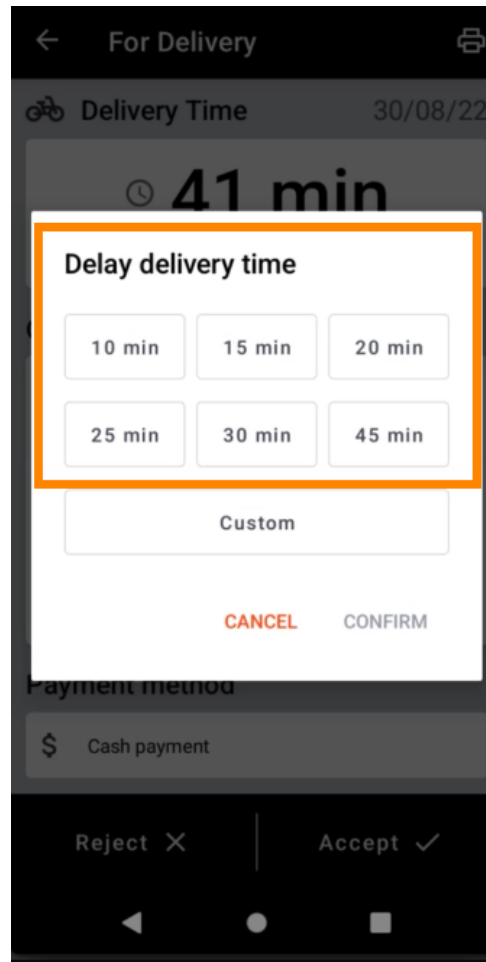 For Delivery
Delivery Time 30/08/22
41 min
Delay delivery time
10 min 15 min 20 min
25 min 30 min 45 min
Custom
CANCEL CONFIRM
Payment method
$ Cash payment
Reject Accept